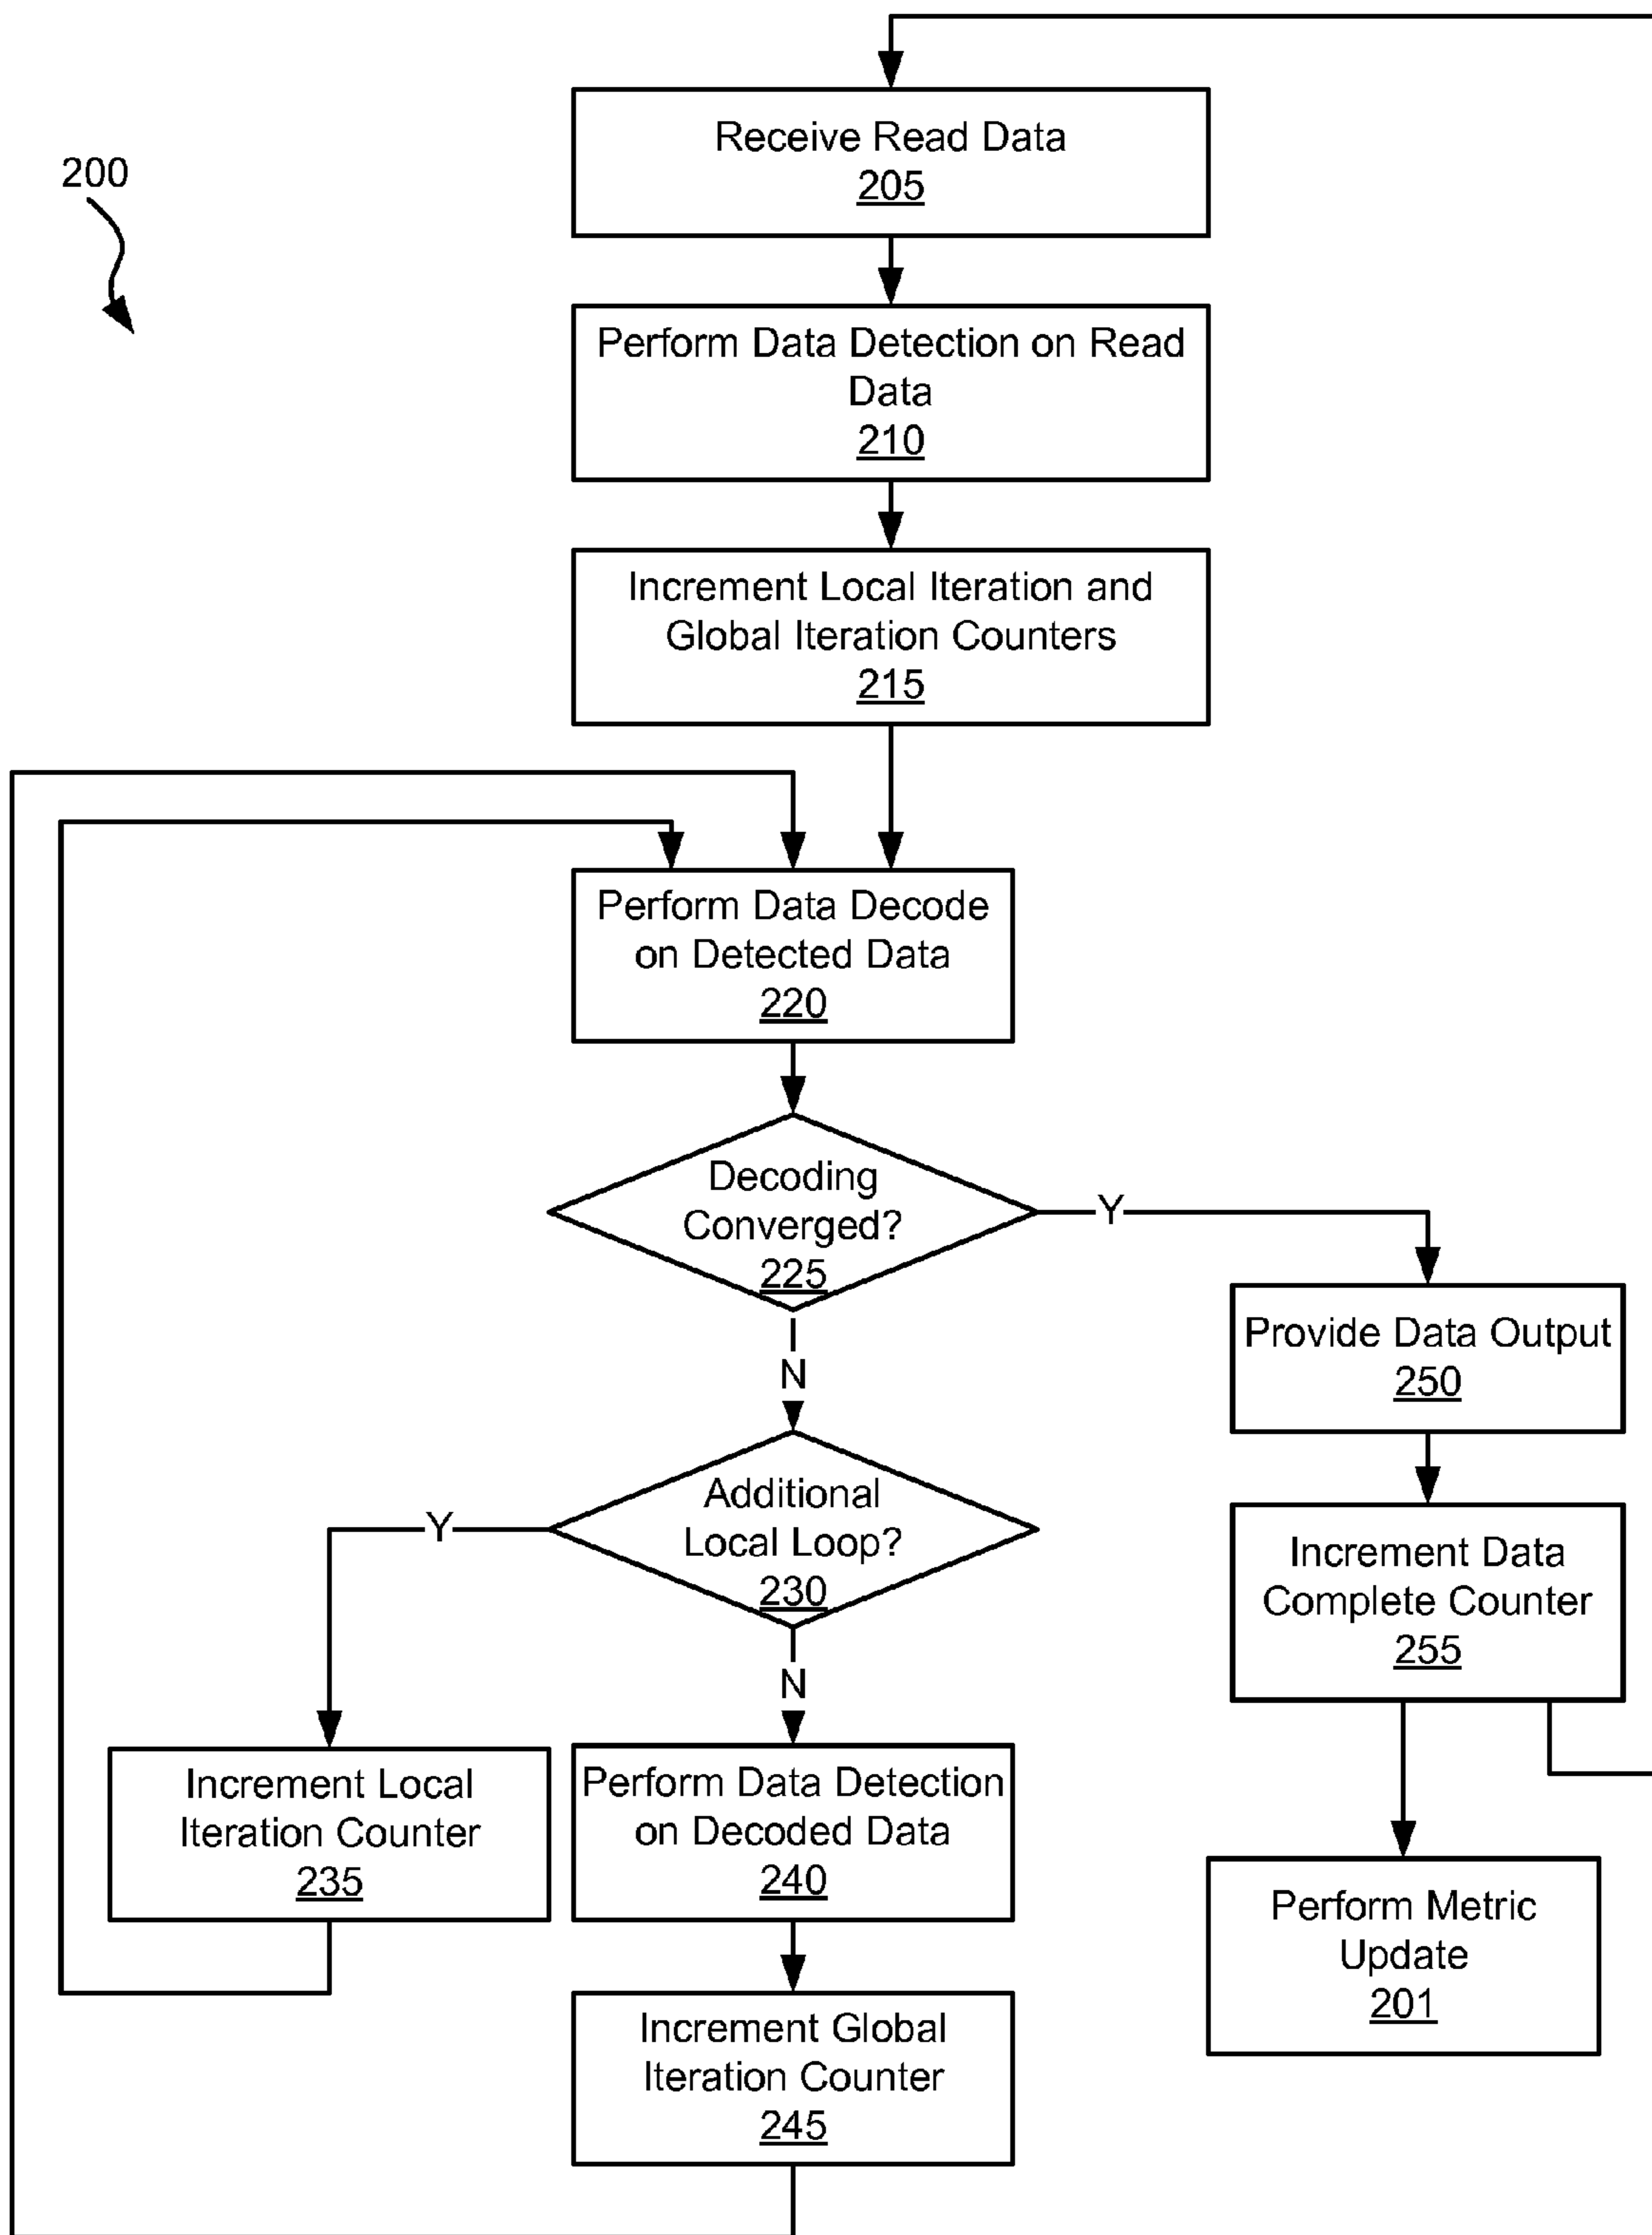 200
Receive Read Data
205
Perform Data Detection on Read
Data
210
Increment Local Iteration and
Global Iteration Counters
215
Perform Data Decode
on Detected Data
220
Decoding
Converged?
225
Y
N
Provide Data Output
250
Additional
Local Loop?
230
Y
N
Increment Data
Complete Counter
255
Increment Local
Iteration Counter
235
Perform Data Detection
on Decoded Data
240
Increment Global
Iteration Counter
245
Perform Metric
Update
201